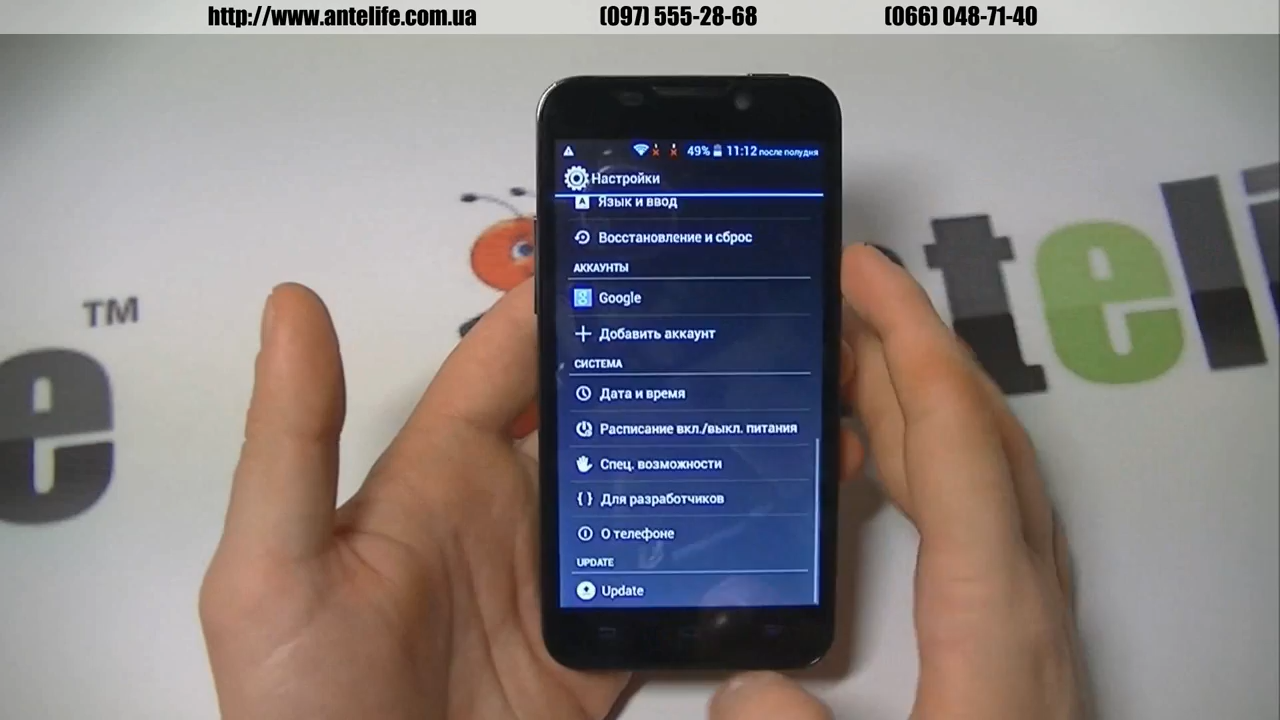 http://www.antelife.com.ua (097) 555-28-68 (066) 048-71-40
49% 11:12 после полудня
Настройки
Язык и ввод
Восстановление и сброс
АККАУНТЫ
Google
Добавить аккаунт
СИСТЕМА
Дата и время
Расписание вкл./выкл. питания
Спец. возможности
Для разработчиков
О телефоне
UPDATE
Update
TM
e
nteli